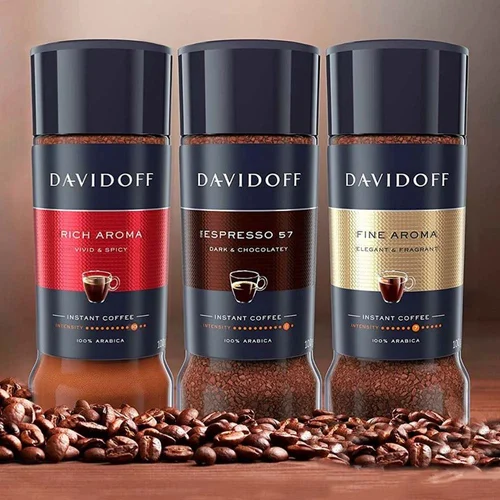 DAVIDOFF
RICH AROMA
VIVID & SPICY
INSTANT COFFEE
INTENSITY
100% ARABICA
DAVIDOFF
ESPRESSO 57
DARK & CHOCOLATEY
INSTANT COFFEE
INTENSITY
100% ARABICA
DAVIDOFF
FINE AROMA
ELEGANT & FRAGRANT
INSTANT COFFEE
INTENSITY 7
100% ARABICA